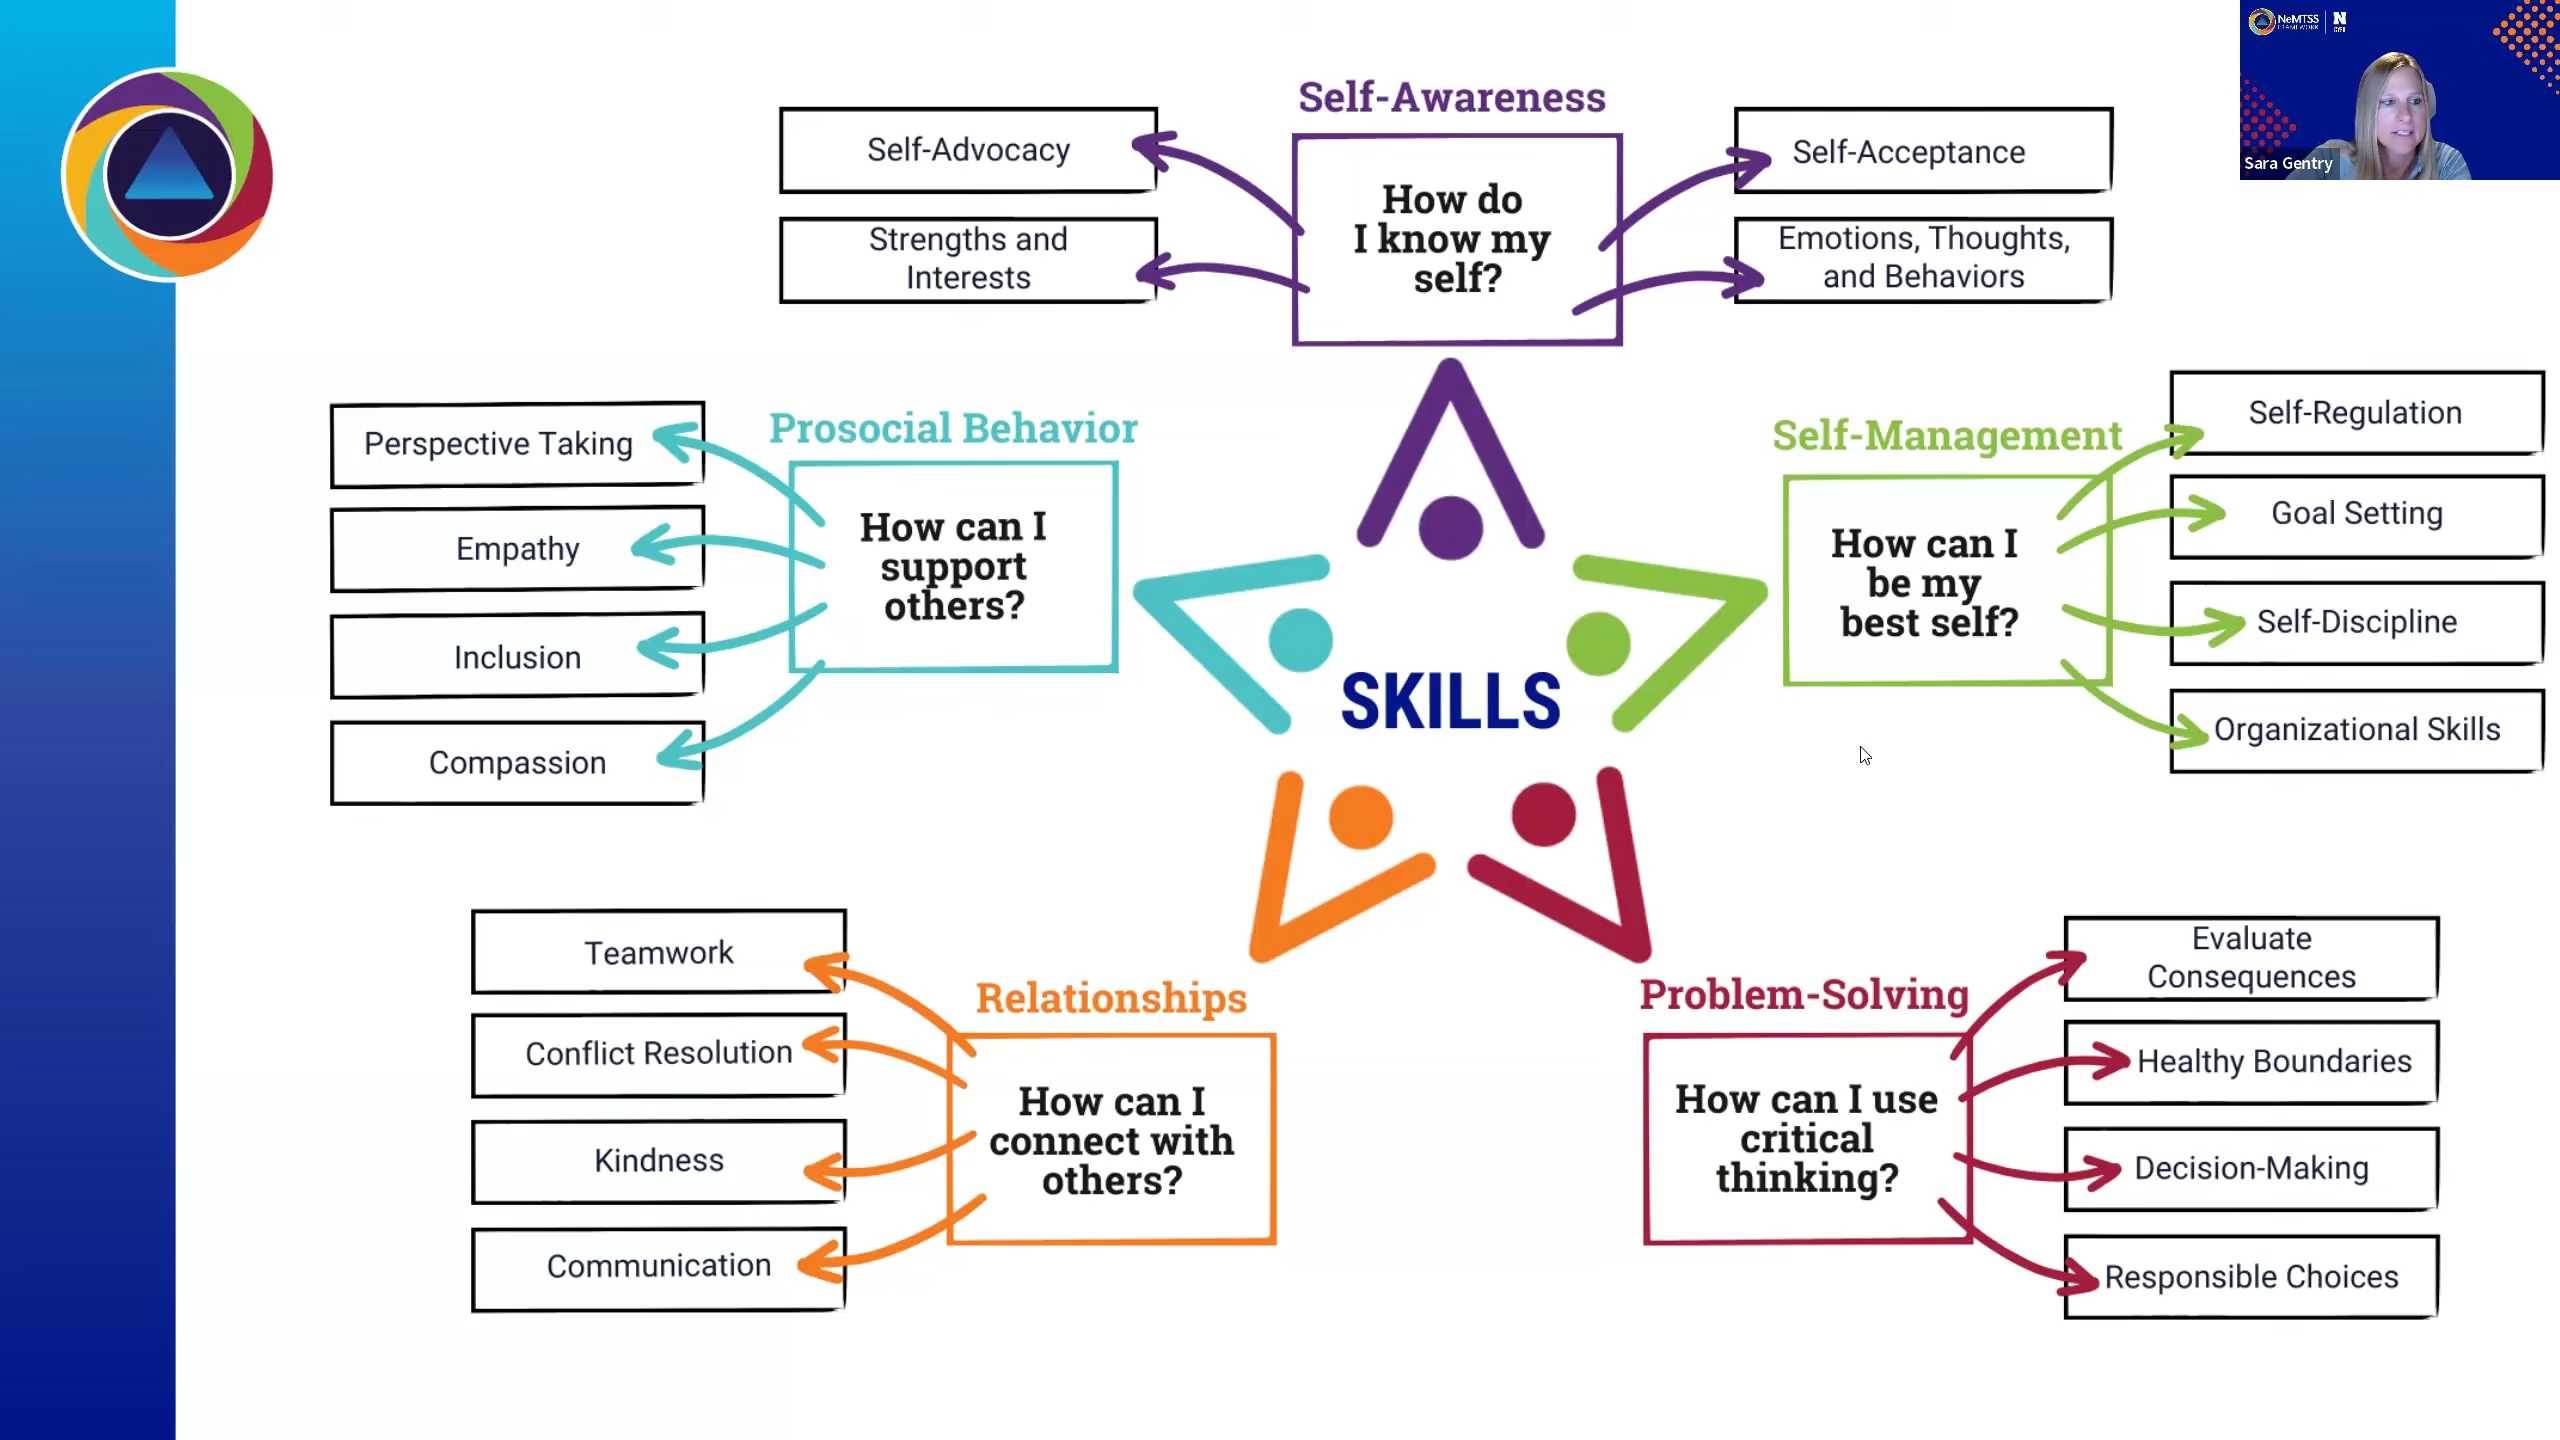 NeMTSS
FRAMEWORK
N
Sara Gentry
Self-Awareness
How do
I know my
self?
Self-Advocacy
Strengths and
Interests
Self-Acceptance
Emotions, Thoughts,
and Behaviors
Prosocial Behavior
How can I
support
others?
Perspective Taking
Empathy
Inclusion
Compassion
Self-Management
How can I
be my
best self?
Self-Regulation
Goal Setting
Self-Discipline
Organizational Skills
SKILLS
Relationships
How can I
connect with
others?
Teamwork
Conflict Resolution
Kindness
Communication
Problem-Solving
How can I use
critical
thinking?
Evaluate
Consequences
Healthy Boundaries
Decision-Making
Responsible Choices